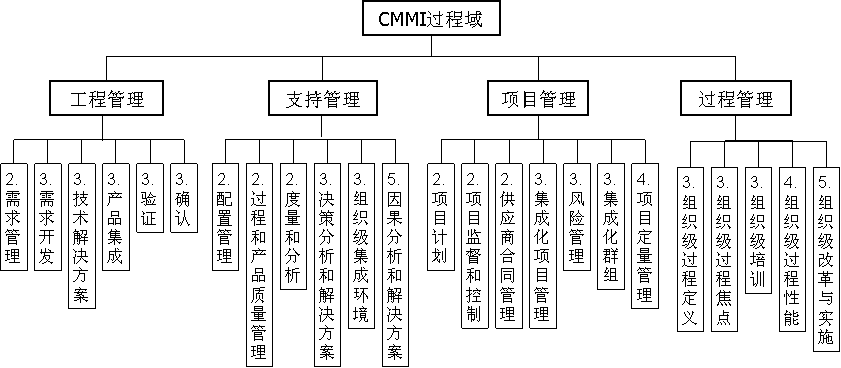 CMMI过程域
工程管理
支持管理
项目管理
过程管理
2.需求管理
3.需求开发
3.技术解决方案
3.产品集成
3.验证
3.确认
2.配置管理
2.过程和产品质量管理
2.度量和分析
3.决策分析和解决方案
3.组织级集成环境
5.因果分析和解决方案
2.项目计划
2.项目监督和控制
2.供应商合同管理
3.集成化项目管理
3.风险管理
3.集成化群组
4.项目定量管理
3.组织级过程定义
3.组织级过程焦点
3.组织级培训
4.组织级过程性能
5.组织级改革与实施